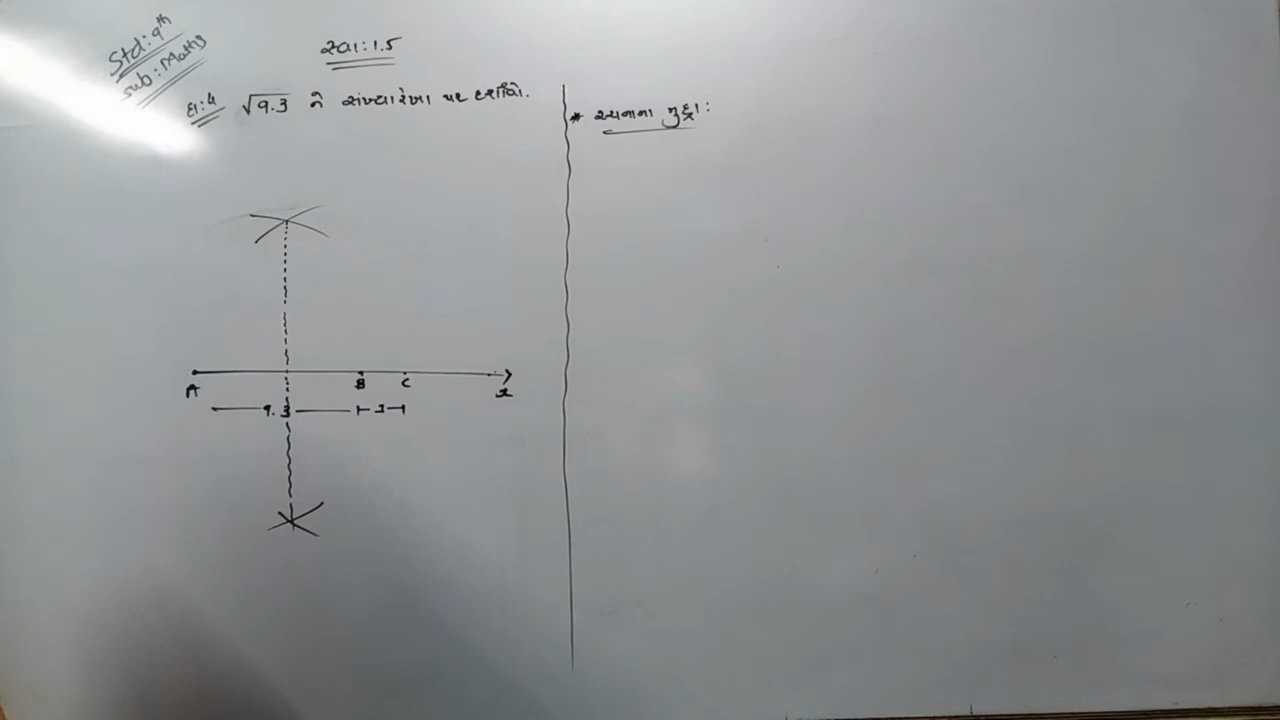 Std: 9th
Sub: Maths
સ્વા: 1.5
દા: 4 √9.3 ને સંખ્યારેખા પર દર્શાવો.
* રચનાના મુદ્દા :
A B C x
9.3 1